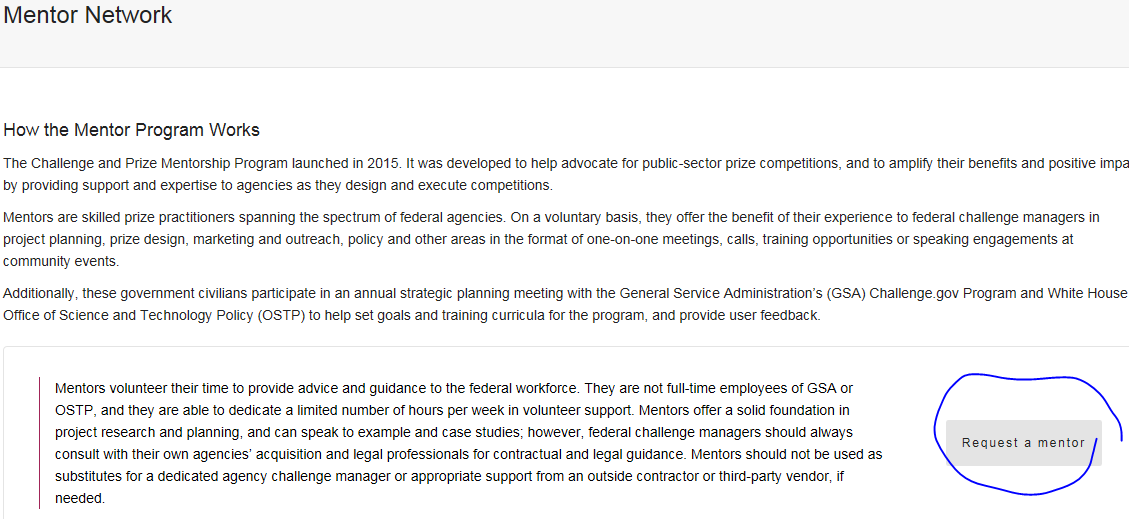 Mentor Network
How the Mentor Program Works
The Challenge and Prize Mentorship Program launched in 2015. It was developed to help advocate for public-sector prize competitions, and to amplify their benefits and positive impa
by providing support and expertise to agencies as they design and execute competitions.
Mentors are skilled prize practitioners spanning the spectrum of federal agencies. On a voluntary basis, they offer the benefit of their experience to federal challenge managers in
project planning, prize design, marketing and outreach, policy and other areas in the format of one-on-one meetings, calls, training opportunities or speaking engagements at
community events.
Additionally, these government civilians participate in an annual strategic planning meeting with the General Service Administration's (GSA) Challenge.gov Program and White House
Office of Science and Technology Policy (OSTP) to help set goals and training curricula for the program, and provide user feedback.
Mentors volunteer their time to provide advice and guidance to the federal workforce. They are not full-time employees of GSA or
OSTP, and they are able to dedicate a limited number of hours per week in volunteer support. Mentors offer a solid foundation in
project research and planning, and can speak to example and case studies; however, federal challenge managers should always
consult with their own agencies' acquisition and legal professionals for contractual and legal guidance. Mentors should not be used as
substitutes for a dedicated agency challenge manager or appropriate support from an outside contractor or third-party vendor, if
needed.
Request a mentor